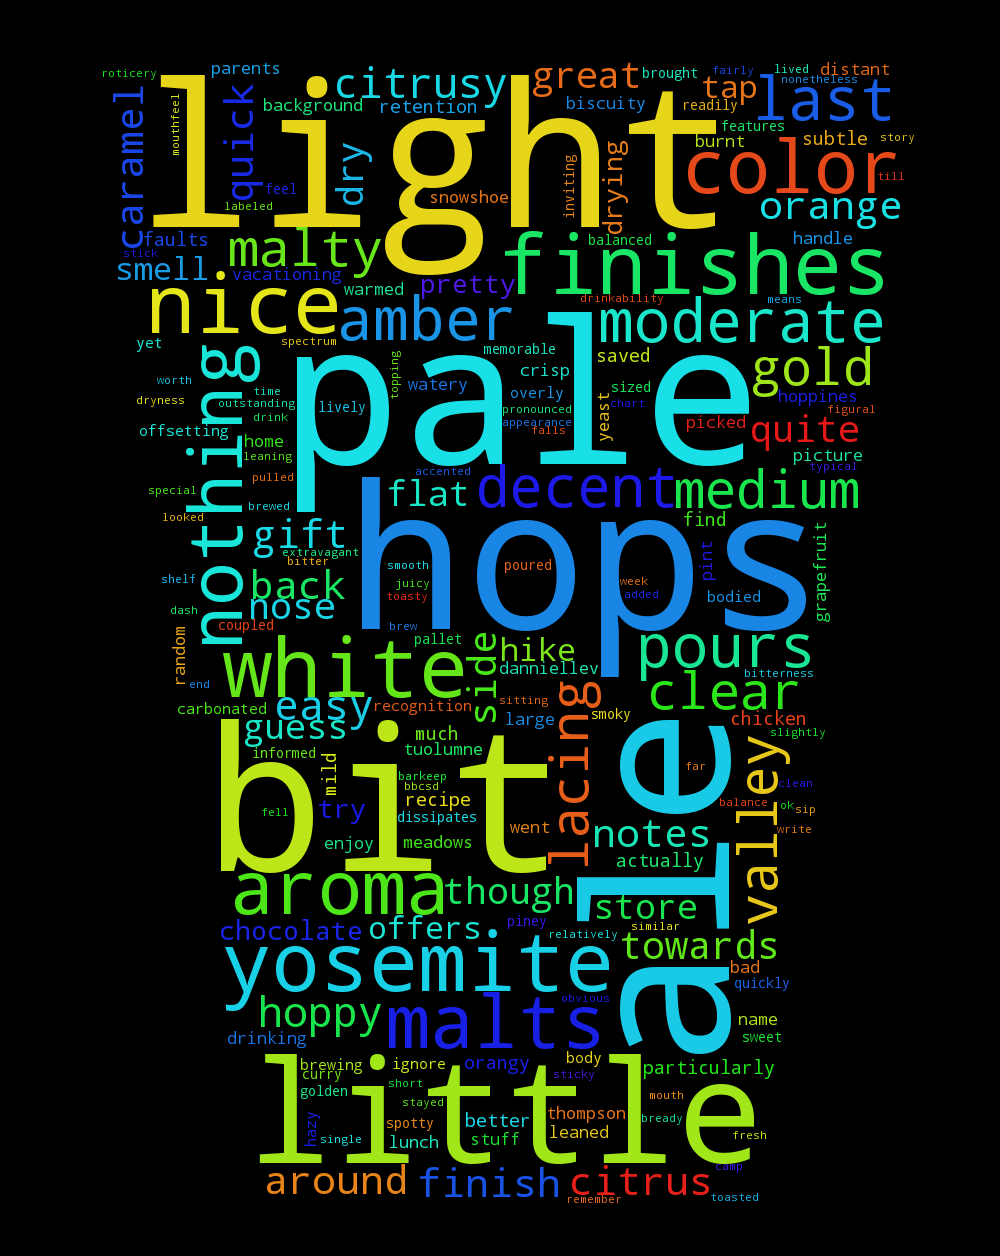 roticery
parents
citrusy
great
brought
fairly
lived
distant
nonetheless
background
retention
biscuity
tap
readily
last
caramel
mouthfeel
quick
light
features
story
burnt
subtle
dry
feel
snowshoe
inviting
drying
color
till
labeled
orange
faults
stick
malty
balanced
handle
finishes
smell
vacationing
warmed
pretty
drinkability
means
nice
amber
moderate
yet
spectrum
memorable
saved
nothing
pale
topping
crisp
gold
worth
time
watery
overly
sized
hoppines
dryness
outstanding
drink
lively
pronounced
appearance
falls
yeast
chart
figural
picked
quite
offsetting
home
leaning
picture
accented
typical
pulled
special
brewed
flat
decent
medium
looked
gift
find
hops
extravagant
bitter
smooth
poured
pint
grapefruit
shelf
back
juicy
toasty
week
added
bodied
dash
nose
coupled
brew
pallet
random
white
side
hike
pours
danniellev
bitterness
end
clear
carbonated
easy
recognition
sitting
large
smoky
chicken
guess
much
slightly
tuolumne
informed
mild
lacing
ale
far
valley
barkeep
bbcsd
clean
bit
try
recipe
balance
ok
sip
fell
dissipates
went
notes
write
enjoy
meadows
actually
aroma
though
store
chocolate
offers
piney
relatively
similar
yosemite
towards
bad
quickly
hoppy
malts
obvious
name
drinking
sweet
brewing
ignore
orangy
body
curry
sticky
particularly
golden
short
little
stayed
mouth
hazy
spotty
better
thompson
bready
single
lunch
stuff
leaned
fresh
around
finish
citrus
camp
remember
toasted